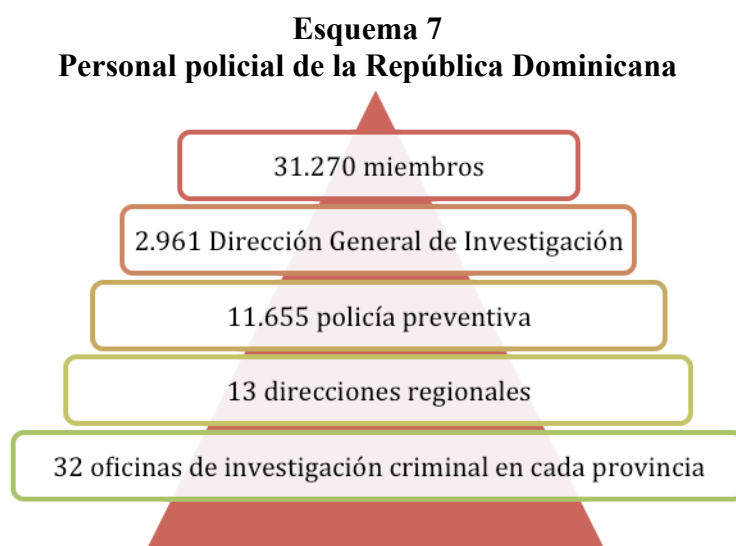 Esquema 7
Personal policial de la República Dominicana
31.270 miembros
2.961 Dirección General de Investigación
11.655 policía preventiva
13 direcciones regionales
32 oficinas de investigación criminal en cada provincia